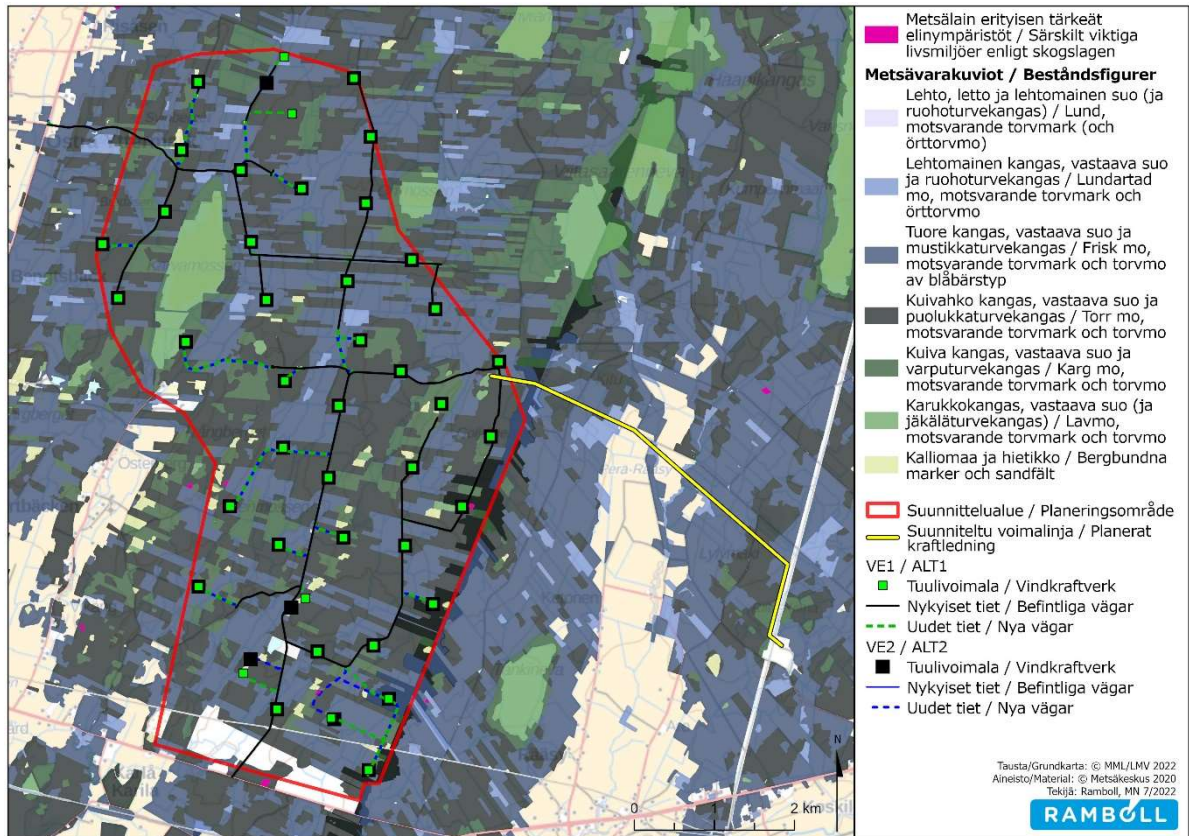 Metsälain erityisen tärkeät
elinympäristöt / Särskilt viktiga
livsmiljöer enligt skogslagen
Metsävarakuviot / Beståndsfigurer
Lehto, letto ja lehtomainen suo (ja
ruohoturvekangas) / Lund,
motsvarande torvmark (och
örttorvmo)
Lehtomainen kangas, vastaava suo
ja ruohoturvekangas / Lundartad
mo, motsvarande torvmark och
örttorvmo
Tuore kangas, vastaava suo ja
mustikkaturvekangas / Frisk mo,
motsvarande torvmark och torvmo
av blåbärstyp
Kuivahko kangas, vastaava suo ja
puolukkaturvekangas / Torr mo,
motsvarande torvmark och torvmo
Kuiva kangas, vastaava suo ja
varputurvekangas / Karg mo,
motsvarande torvmark och torvmo
Karukkokangas, vastaava suo (ja
jäkäläturvekangas) / Lavmo,
motsvarande torvmark och torvmo
Kalliomaa ja hietikko / Bergbundna
marker och sandfält
Suunnittelualue / Planeringsområde
Suunniteltu voimalinja / Planerat
kraftledning
VE1 / ALT1
Tuulivoimala / Vindkraftverk
Nykyiset tiet / Befintliga vägar
Uudet tiet / Nya vägar
VE2 / ALT2
Tuulivoimala / Vindkraftverk
Nykyiset tiet / Befintliga vägar
Uudet tiet / Nya vägar
N
0 1 2 km
Tausta/Grundkarta: © MML/LMV 2022
Aineisto/Material: © Metsäkeskus 2020
Tekijä: Ramboll, MN 7/2022
RAMBOLL
Haapikangas
Karvamossen
Karilä
Karila